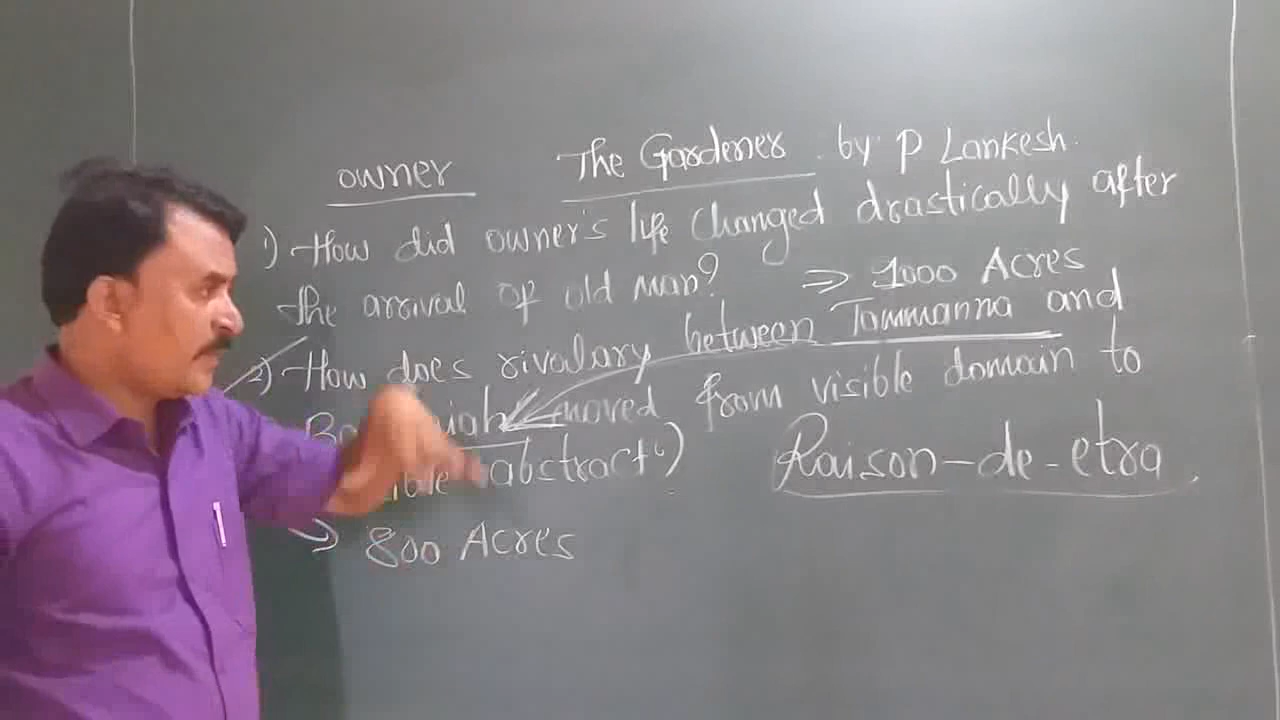 owner The Gardener by P Lankesh.
1) How did owner's life changed drastically after
the arrival of old man? ⇒ 1000 Acres
2) How does rivalary between Tammanna and
moved from visible domain to
abstract)
Raison-de-etra
→ 800 Acres